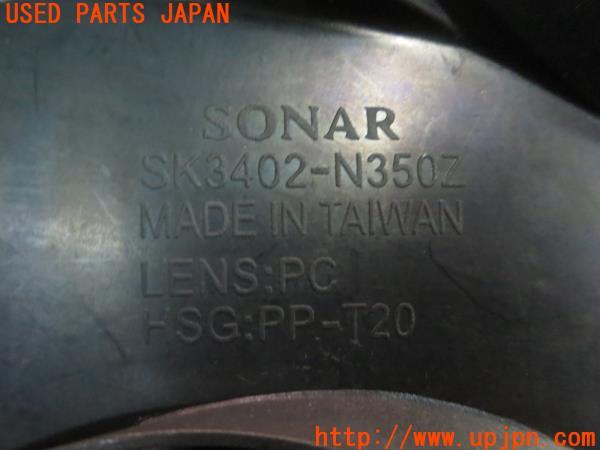 USED PARTS JAPAN
SONAR
SK3402-N350Z
MADE IN TAIWAN
LENS:PC
HSG:PP-T20
http://www.upjpn.com